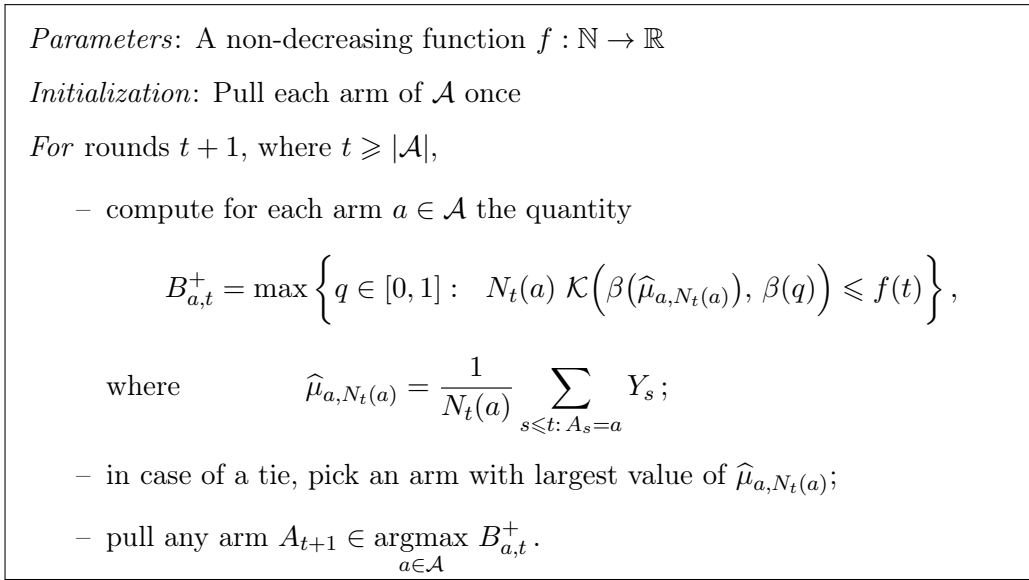 Parameters: A non-decreasing function f : ℕ → ℝ
Initialization: Pull each arm of 𝒜 once
For rounds t + 1, where t ⩾ |𝒜|,
– compute for each arm a ∈ 𝒜 the quantity
B⁺_{a,t} = max { q ∈ [0, 1] : N_t(a) 𝒦(β(μ̂_{a,N_t(a)}), β(q)) ⩽ f(t) } ,
where μ̂_{a,N_t(a)} = 1/N_t(a) ∑_{s⩽t: A_s=a} Y_s ;
– in case of a tie, pick an arm with largest value of μ̂_{a,N_t(a)};
– pull any arm A_{t+1} ∈ argmax_{a∈𝒜} B⁺_{a,t} .